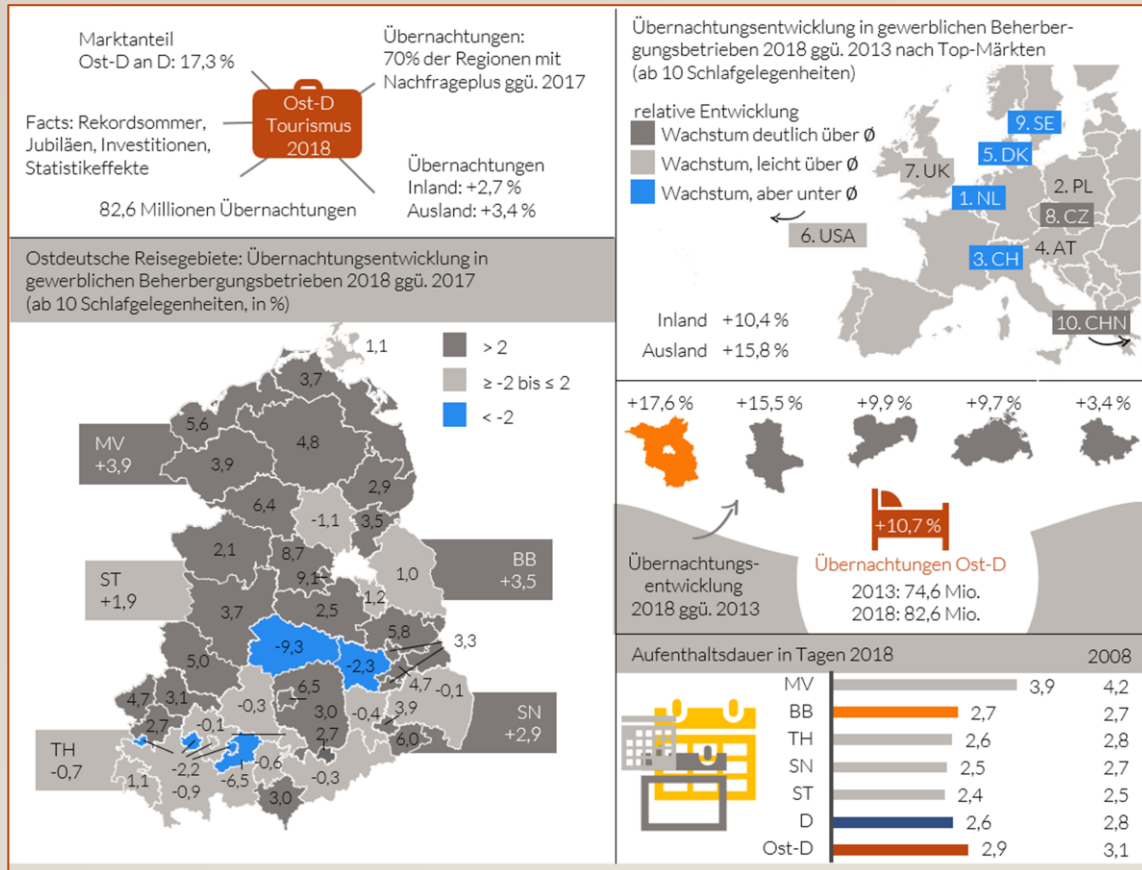 Marktanteil
Ost-D an D: 17,3 %
Übernachtungen:
70% der Regionen mit
Nachfrageplus ggü. 2017
Ost-D
Tourismus
2018
Facts: Rekordsommer,
Jubiläen, Investitionen,
Statistikeffekte
Übernachtungen
Inland: +2,7 %
Ausland: +3,4 %
82,6 Millionen Übernachtungen
Ostdeutsche Reisegebiete: Übernachtungsentwicklung in
gewerblichen Beherbergungsbetrieben 2018 ggü. 2017
(ab 10 Schlafgelegenheiten, in %)
> 2
≥ -2 bis ≤ 2
< -2
1,1
3,7
5,6
4,8
MV
+3,9
3,9
2,9
6,4
-1,1
3,5
2,1
8,7
9,1
1,0
BB
+3,5
ST
+1,9
1,2
3,7
2,5
5,8
3,3
-9,3
-2,3
5,0
4,7
-0,1
6,5
4,7
3,1
-0,3
3,0
-0,4
3,9
SN
+2,9
2,7
-0,1
2,7
6,0
TH
-0,7
-2,2
-0,6
1,1
-0,9
-6,5
-0,3
3,0
Übernachtungsentwicklung in gewerblichen Beherber-
gungsbetrieben 2018 ggü. 2013 nach Top-Märkten
(ab 10 Schlafgelegenheiten)
relative Entwicklung
Wachstum deutlich über Ø
Wachstum, leicht über Ø
Wachstum, aber unter Ø
9. SE
5. DK
7. UK
2. PL
1. NL
8. CZ
6. USA
4. AT
3. CH
10. CHN
Inland +10,4 %
Ausland +15,8 %
+17,6 % +15,5 % +9,9 % +9,7 % +3,4 %
+10,7 %
Übernachtungs-
entwicklung
2018 ggü. 2013
Übernachtungen Ost-D
2013: 74,6 Mio.
2018: 82,6 Mio.
Aufenthaltsdauer in Tagen 2018 2008
MV 3,9 4,2
BB 2,7 2,7
TH 2,6 2,8
SN 2,5 2,7
ST 2,4 2,5
D 2,6 2,8
Ost-D 2,9 3,1